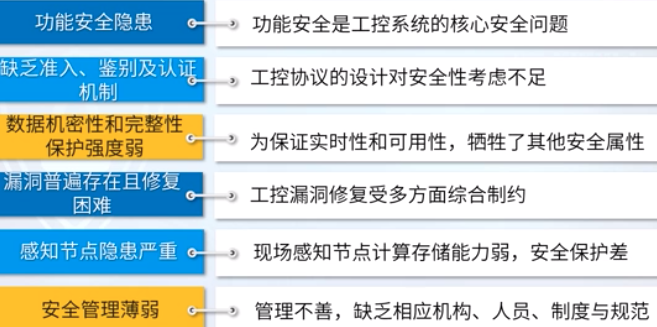 功能安全隐患
功能安全是工控系统的核心安全问题
缺乏准入、鉴别及认证
机制
工控协议的设计对安全性考虑不足
数据机密性和完整性
保护强度弱
为保证实时性和可用性，牺牲了其他安全属性
漏洞普遍存在且修复
困难
工控漏洞修复受多方面综合制约
感知节点隐患严重
现场感知节点计算存储能力弱，安全保护差
安全管理薄弱
管理不善，缺乏相应机构、人员、制度与规范